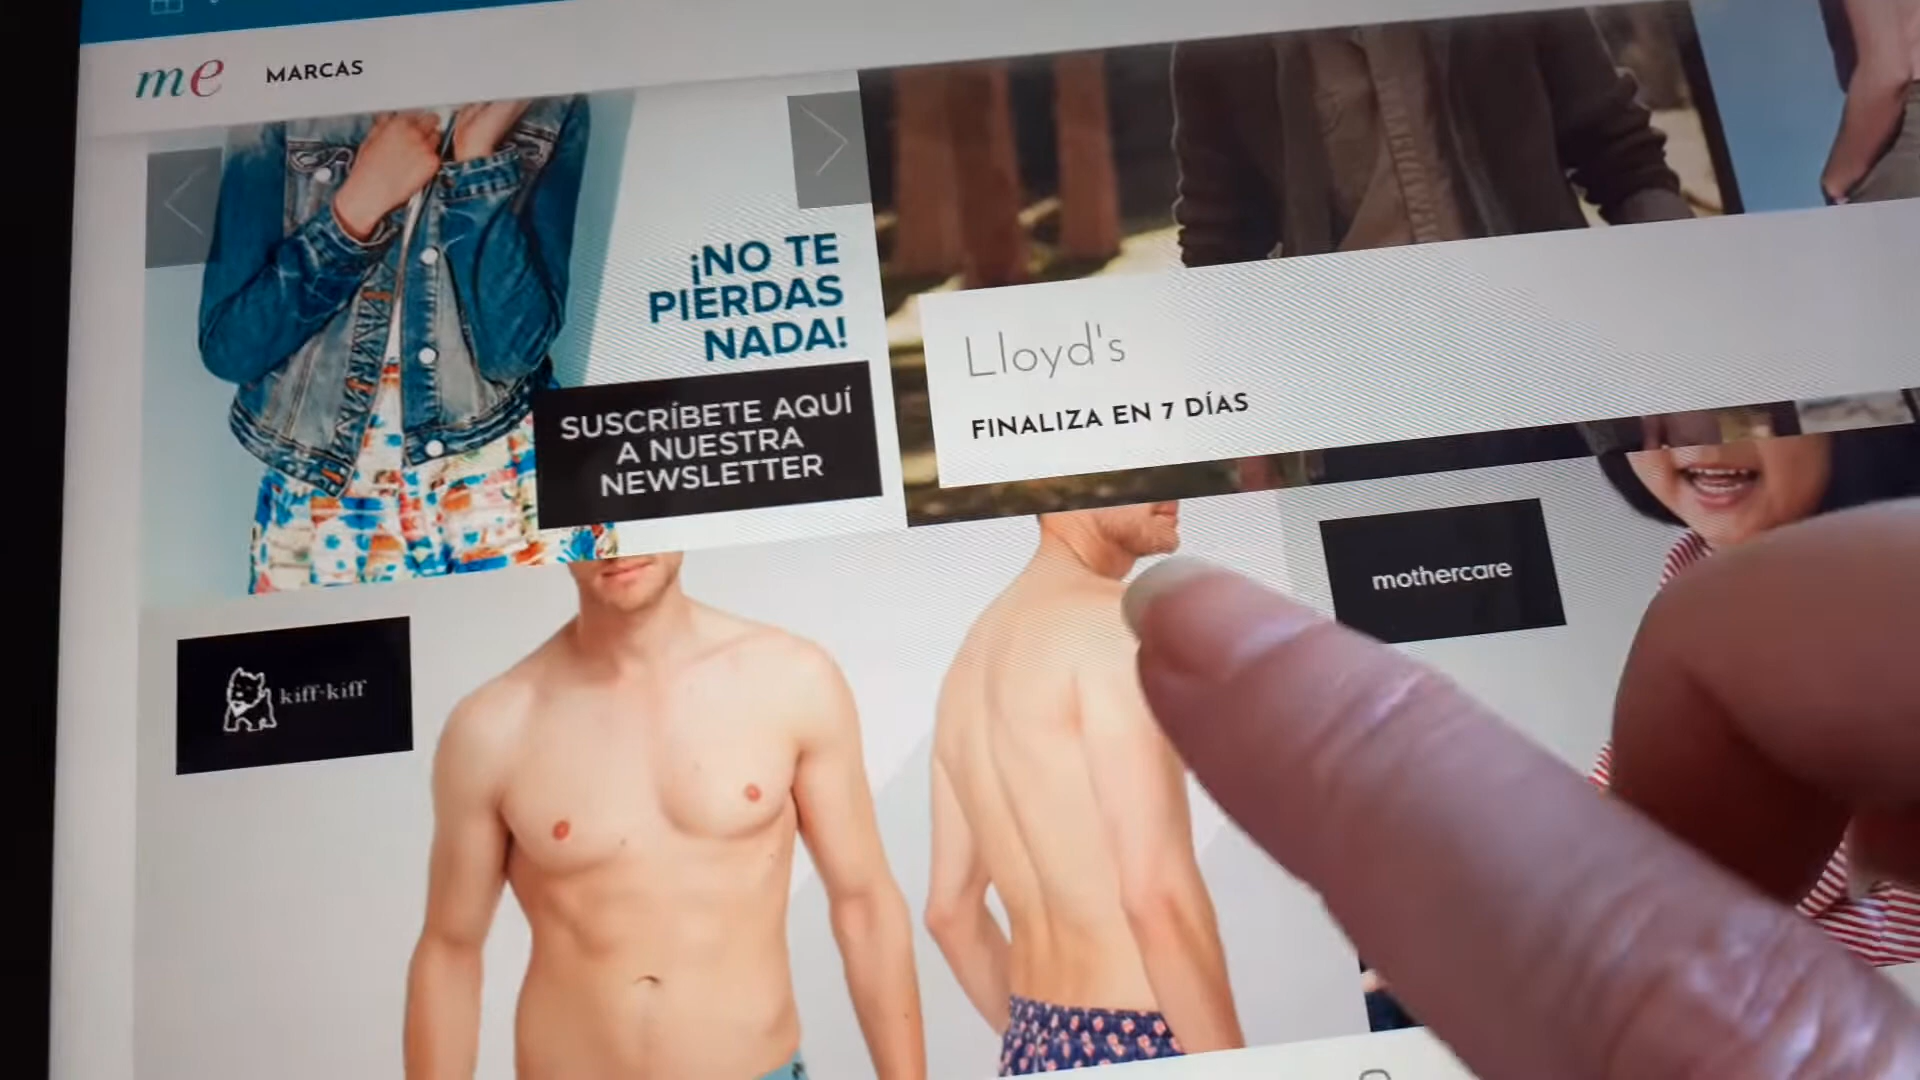 me MARCAS
¡NO TE
PIERDAS
NADA!
SUSCRÍBETE AQUÍ
A NUESTRA
NEWSLETTER
Lloyd's
FINALIZA EN 7 DÍAS
mothercare
kiff-kiff